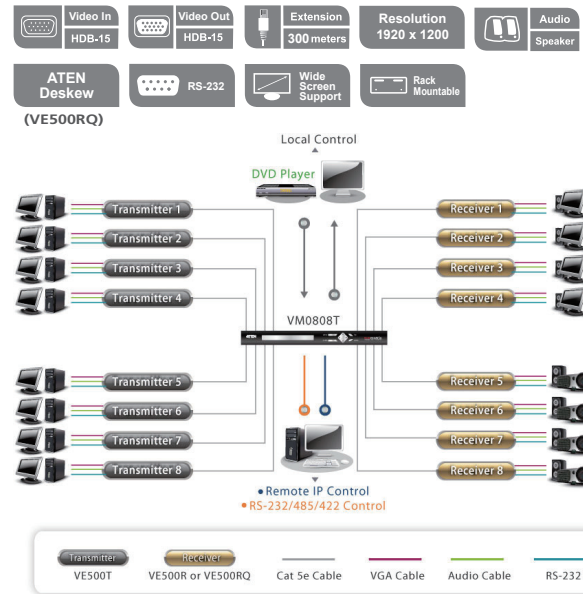 Video In
HDB-15
Video Out
HDB-15
Extension
300 meters
Resolution
1920 x 1200
Audio
Speaker
ATEN
Deskew
RS-232
Wide
Screen
Support
Rack
Mountable
(VE500RQ)
Local Control
DVD Player
Transmitter 1
Receiver 1
Transmitter 2
Receiver 2
Transmitter 3
Receiver 3
Transmitter 4
Receiver 4
VM0808T
ATEN
Transmitter 5
Receiver 5
Transmitter 6
Receiver 6
Transmitter 7
Receiver 7
Transmitter 8
Receiver 8
• Remote IP Control
• RS-232/485/422 Control
Transmitter
Receiver
VE500T
VE500R or VE500RQ
Cat 5e Cable
VGA Cable
Audio Cable
RS-232